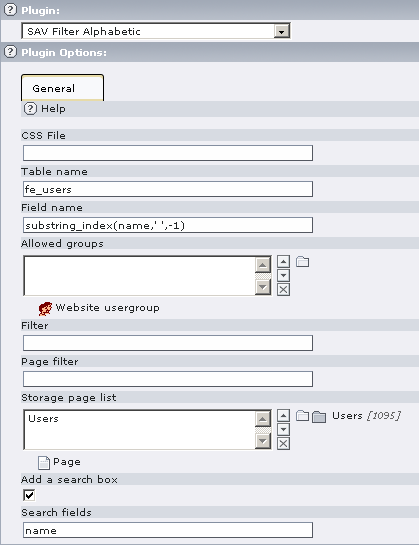 Plugin:
SAV Filter Alphabetic
Plugin Options:
General
Help
CSS File
Table name
fe_users
Field name
substring_index(name,' ',-1)
Allowed groups
Website usergroup
Filter
Page filter
Storage page list
Users
Users [1095]
Page
Add a search box
Search fields
name